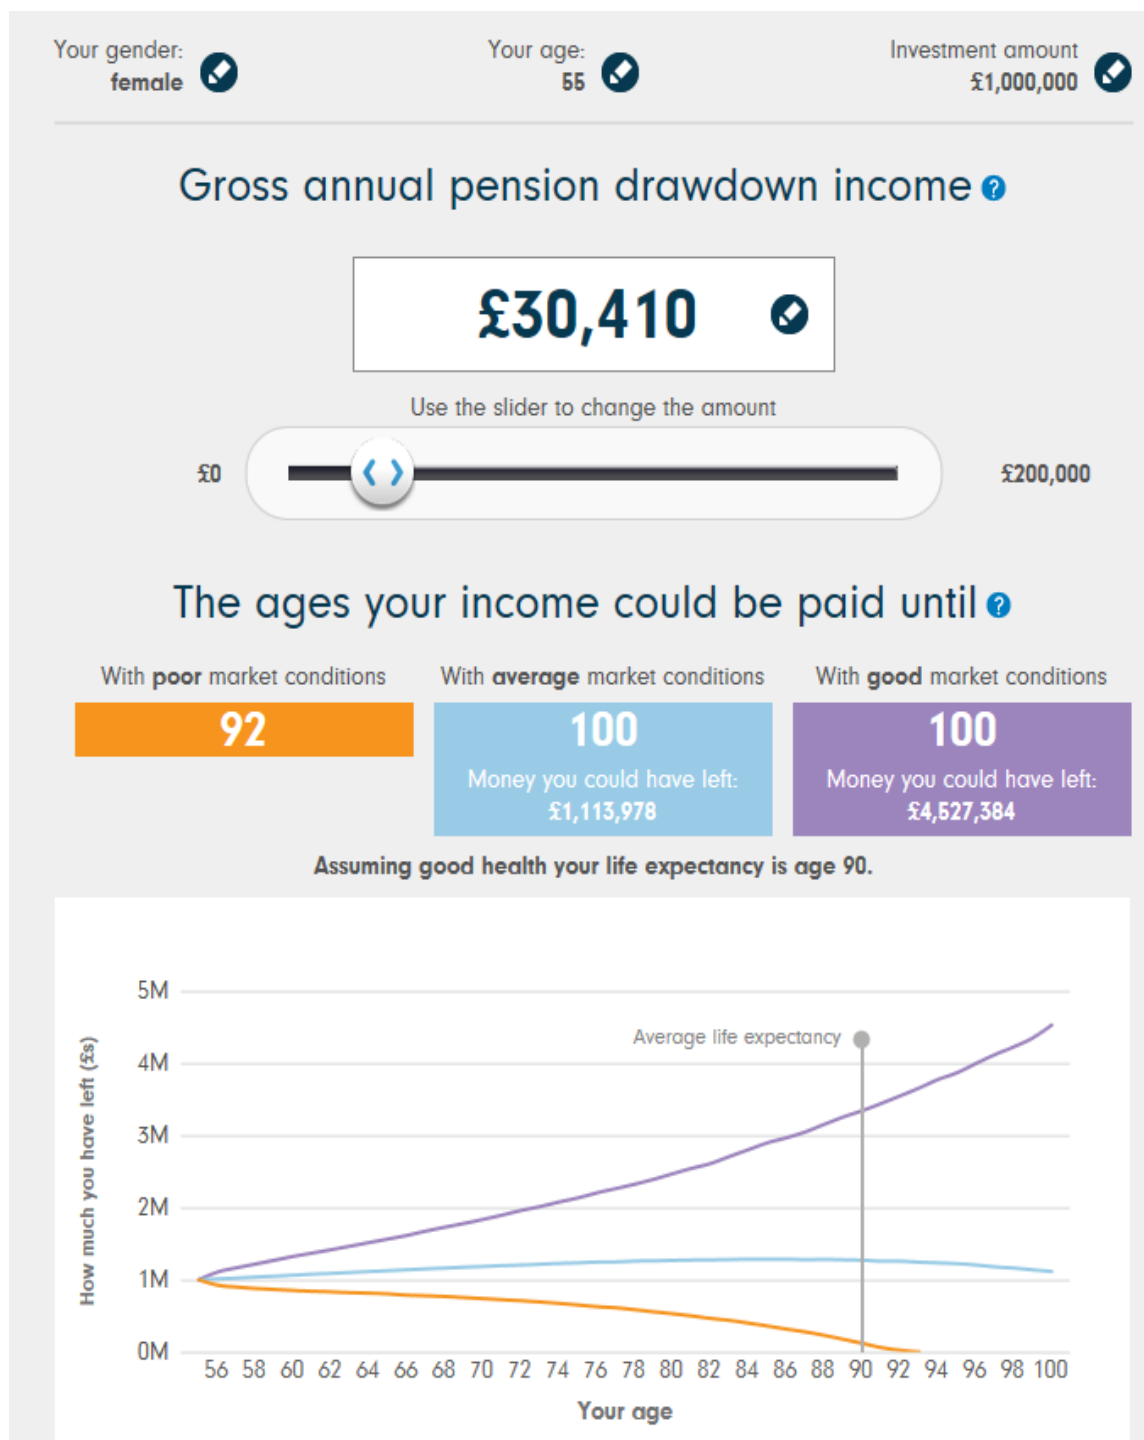 Your gender:
female
Your age:
55
Investment amount
£1,000,000
Gross annual pension drawdown income ?
£30,410
Use the slider to change the amount
£0
£200,000
The ages your income could be paid until ?
With poor market conditions
92
With average market conditions
100
Money you could have left:
£1,113,978
With good market conditions
100
Money you could have left:
£4,527,384
Assuming good health your life expectancy is age 90.
How much you have left (£s)
5M
4M
3M
2M
1M
0M
Average life expectancy
56 58 60 62 64 66 68 70 72 74 76 78 80 82 84 86 88 90 92 94 96 98 100
Your age